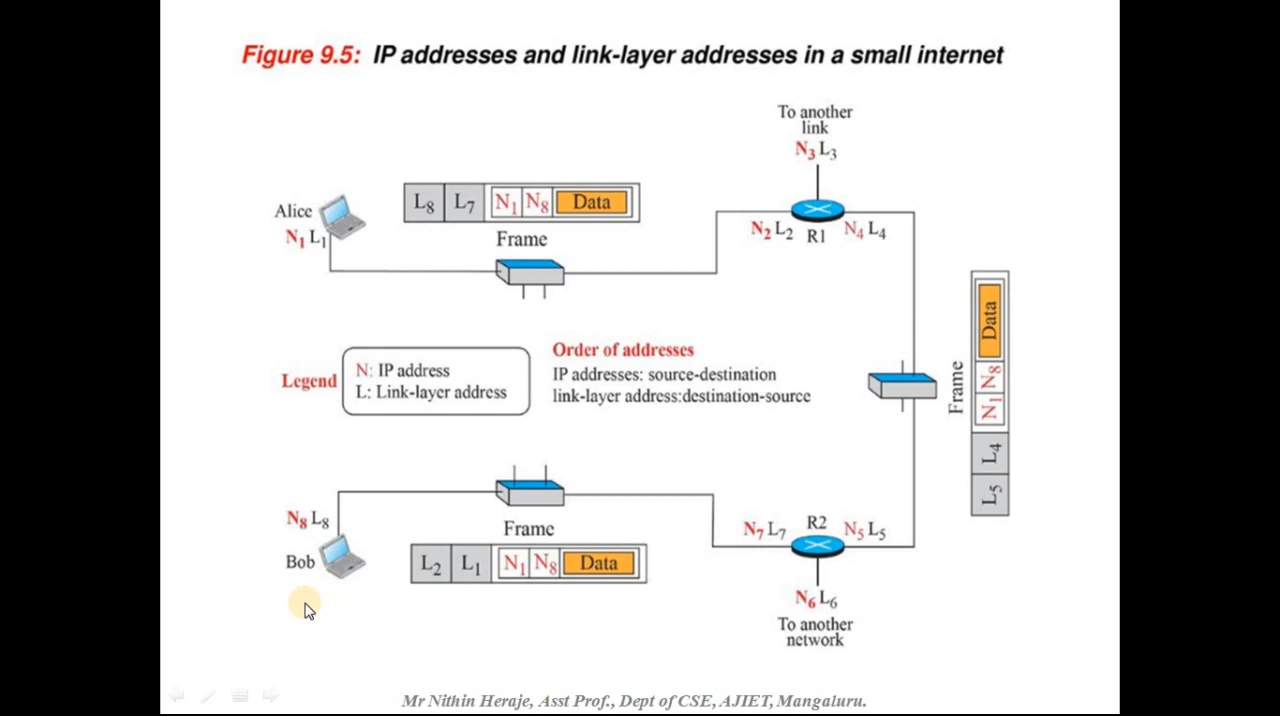 Figure 9.5: IP addresses and link-layer addresses in a small internet
To another
link
N3 L3
Alice
N1 L1
L8 L7 N1 N8 Data
Frame
N2 L2 R1 N4 L4
Legend
N: IP address
L: Link-layer address
Order of addresses
IP addresses: source-destination
link-layer address:destination-source
Frame
L5 L4 N1 N8 Data
N8 L8
Bob
Frame
L2 L1 N1 N8 Data
N7 L7 R2 N5 L5
N6 L6
To another
network
Mr Nithin Heraje, Asst Prof., Dept of CSE, AJIET, Mangaluru.